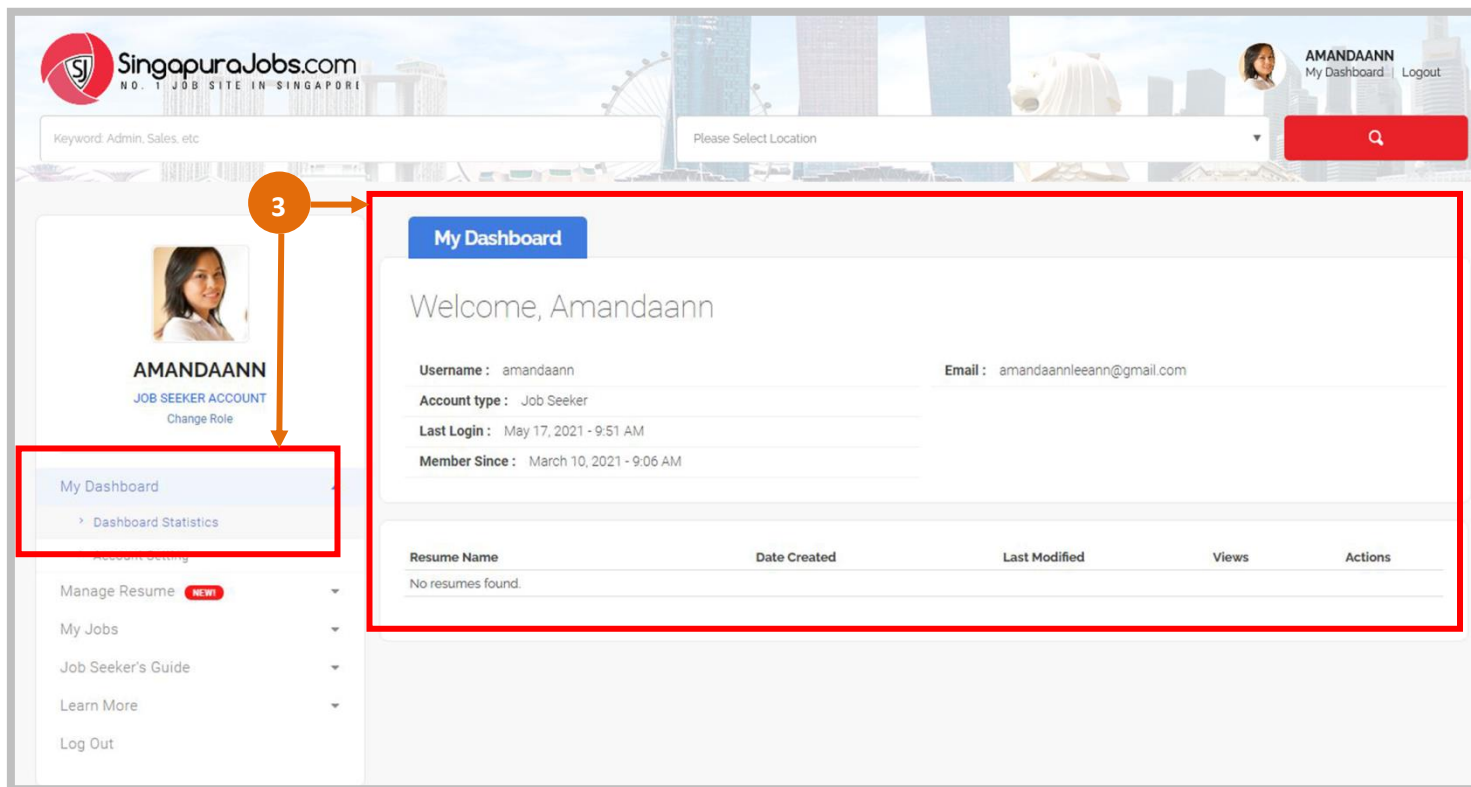 SJ
SingapuraJobs.com
NO. 1 JOB SITE IN SINGAPORE
AMANDAANN
My Dashboard | Logout
Keyword: Admin, Sales, etc
Please Select Location
3
AMANDAANN
JOB SEEKER ACCOUNT
Change Role
My Dashboard
Dashboard Statistics
Account Setting
Manage Resume NEW!
My Jobs
Job Seeker's Guide
Learn More
Log Out
My Dashboard
Welcome, Amandaann
Username : amandaann
Email : amandaannleeann@gmail.com
Account type : Job Seeker
Last Login : May 17, 2021 - 9:51 AM
Member Since : March 10, 2021 - 9:06 AM
Resume Name Date Created Last Modified Views Actions
No resumes found.